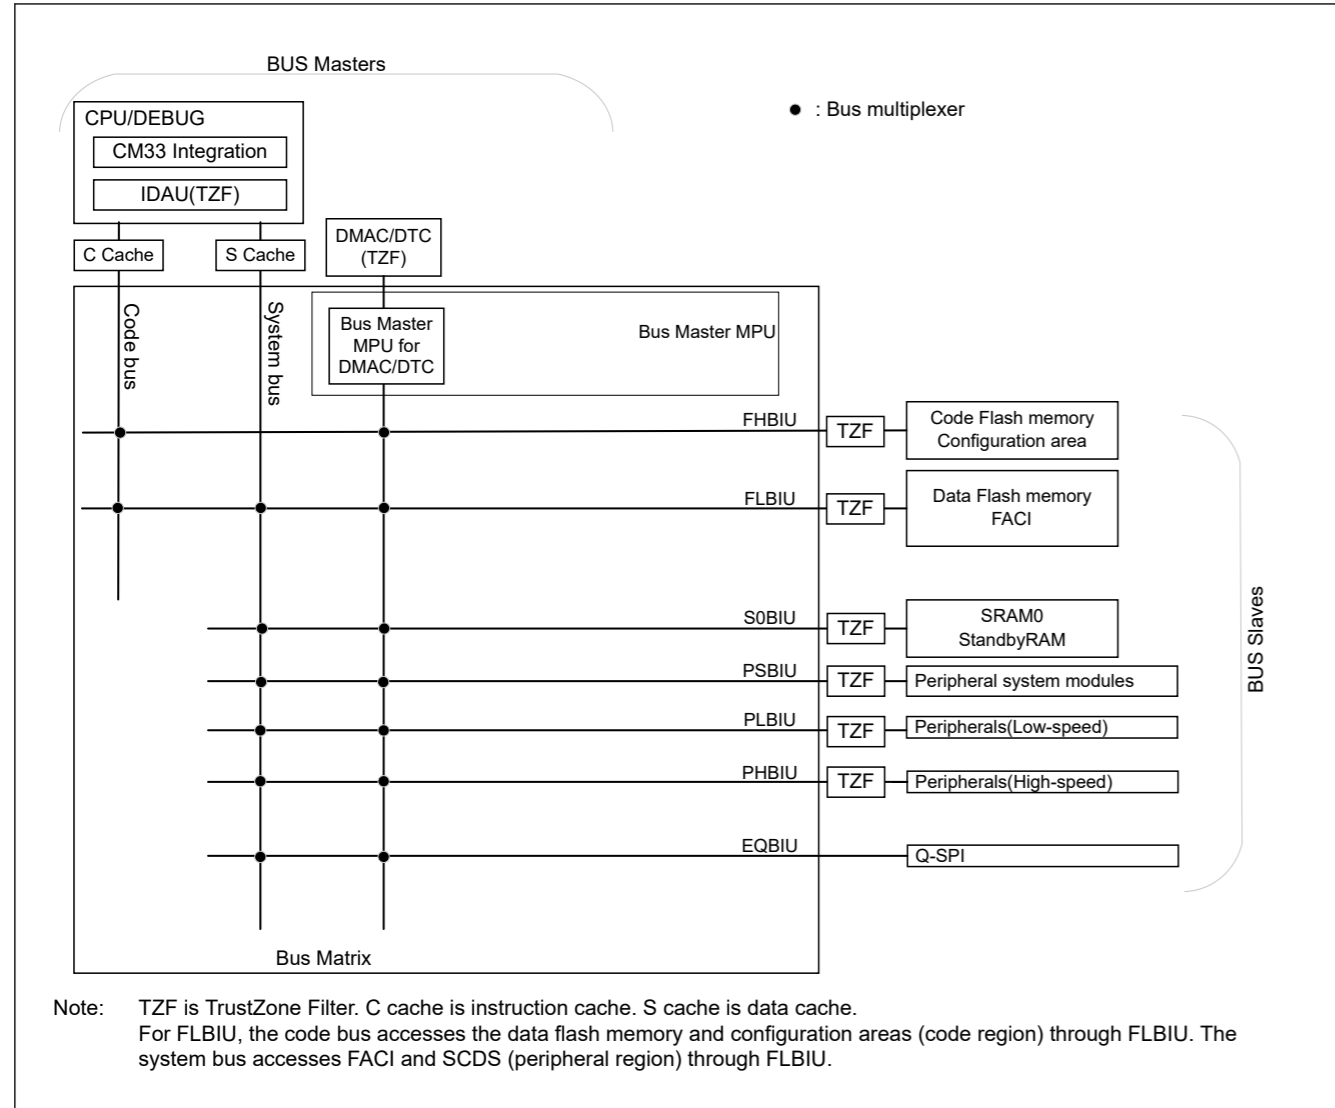 BUS Masters
: Bus multiplexer
CPU/DEBUG
CM33 Integration
IDAU(TZF)
C Cache
S Cache
DMAC/DTC
(TZF)
Code bus
System bus
Bus Master
MPU for
DMAC/DTC
Bus Master MPU
FHBIU
TZF
Code Flash memory
Configuration area
FLBIU
TZF
Data Flash memory
FACI
S0BIU
TZF
SRAM0
StandbyRAM
PSBIU
TZF
Peripheral system modules
PLBIU
TZF
Peripherals(Low-speed)
PHBIU
TZF
Peripherals(High-speed)
EQBIU
Q-SPI
BUS Slaves
Bus Matrix
Note: TZF is TrustZone Filter. C cache is instruction cache. S cache is data cache.
For FLBIU, the code bus accesses the data flash memory and configuration areas (code region) through FLBIU. The
system bus accesses FACI and SCDS (peripheral region) through FLBIU.